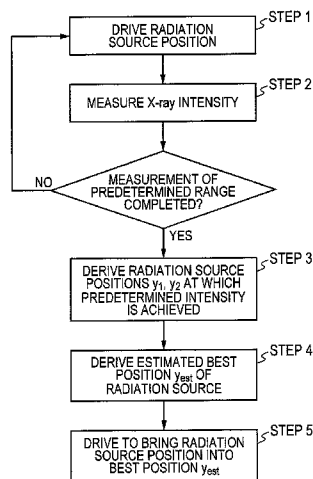 STEP 1
DRIVE RADIATION
SOURCE POSITION
STEP 2
MEASURE X-ray INTENSITY
MEASUREMENT OF
PREDETERMINED RANGE
COMPLETED?
NO
YES
STEP 3
DERIVE RADIATION SOURCE
POSITIONS y1, y2 AT WHICH
PREDETERMINED INTENSITY
IS ACHIEVED
STEP 4
DERIVE ESTIMATED BEST
POSITION yest OF
RADIATION SOURCE
STEP 5
DRIVE TO BRING RADIATION
SOURCE POSITION INTO
BEST POSITION yest